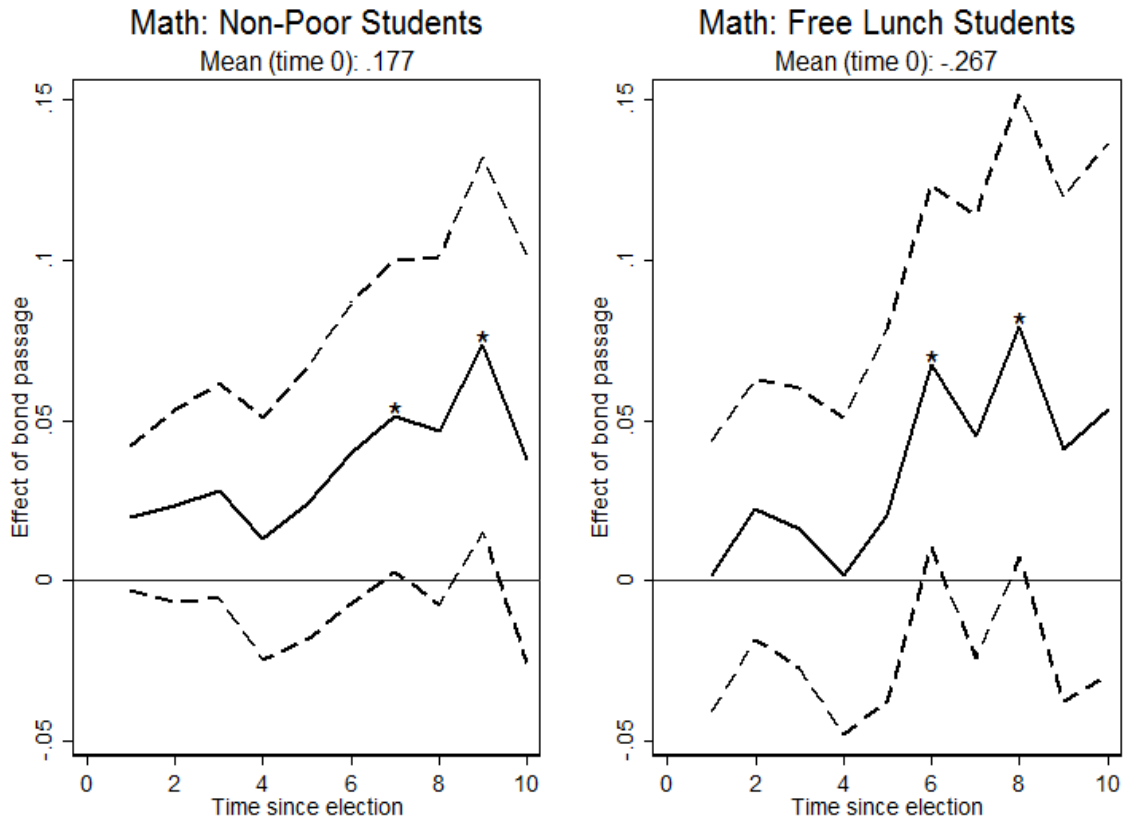 Math: Non-Poor Students
Mean (time 0): .177
Effect of bond passage
.15
.1
.05
0
-.05
* *
0 2 4 6 8 10
Time since election
Math: Free Lunch Students
Mean (time 0): -.267
Effect of bond passage
.15
.1
.05
0
-.05
* *
0 2 4 6 8 10
Time since election